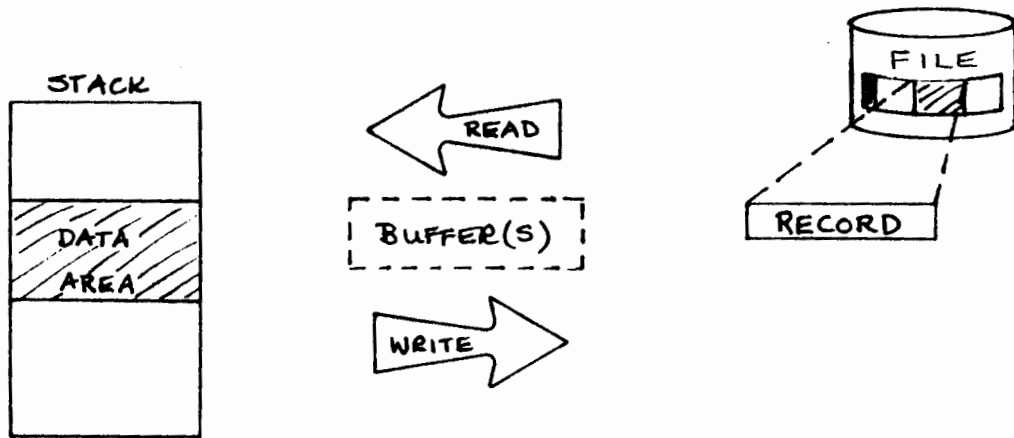 STACK
DATA
AREA
READ
BUFFER(S)
WRITE
FILE
RECORD